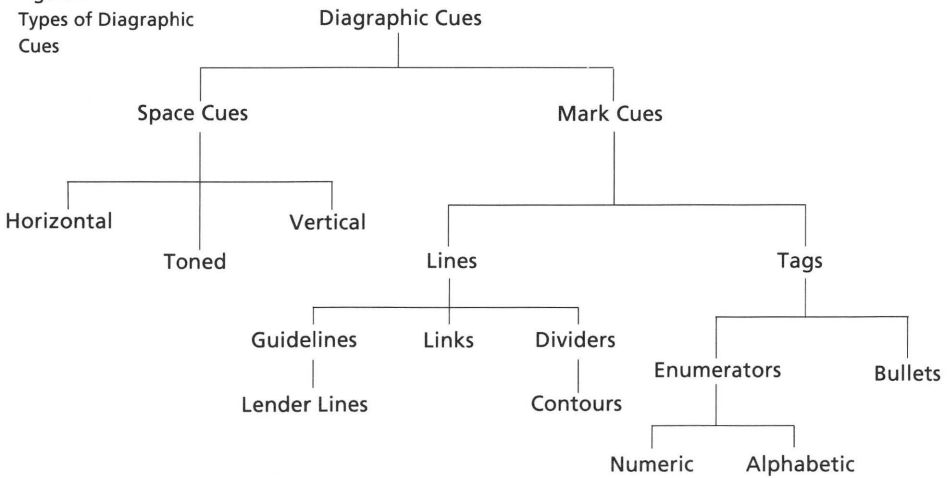 Types of Diagraphic
Cues
Diagraphic Cues
Space Cues
Mark Cues
Horizontal
Vertical
Toned
Lines
Tags
Guidelines
Links
Dividers
Enumerators
Bullets
Lender Lines
Contours
Numeric
Alphabetic